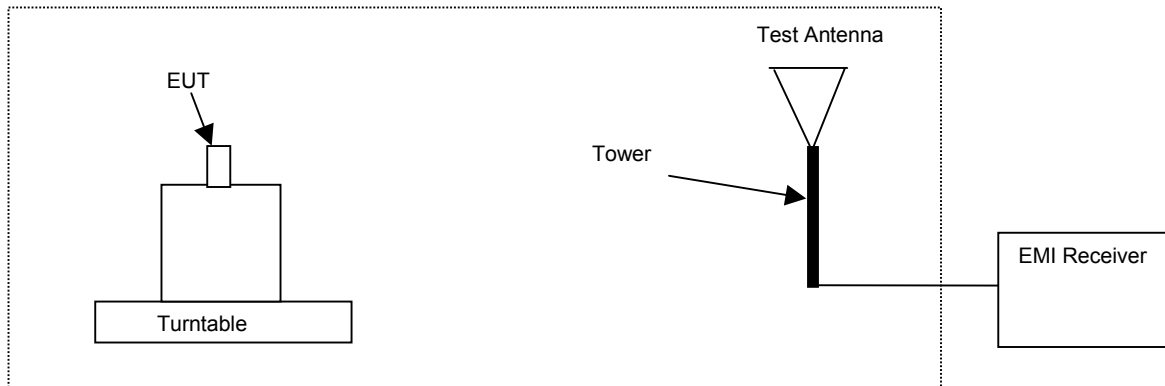 Test Antenna
EUT
Tower
EMI Receiver
Turntable